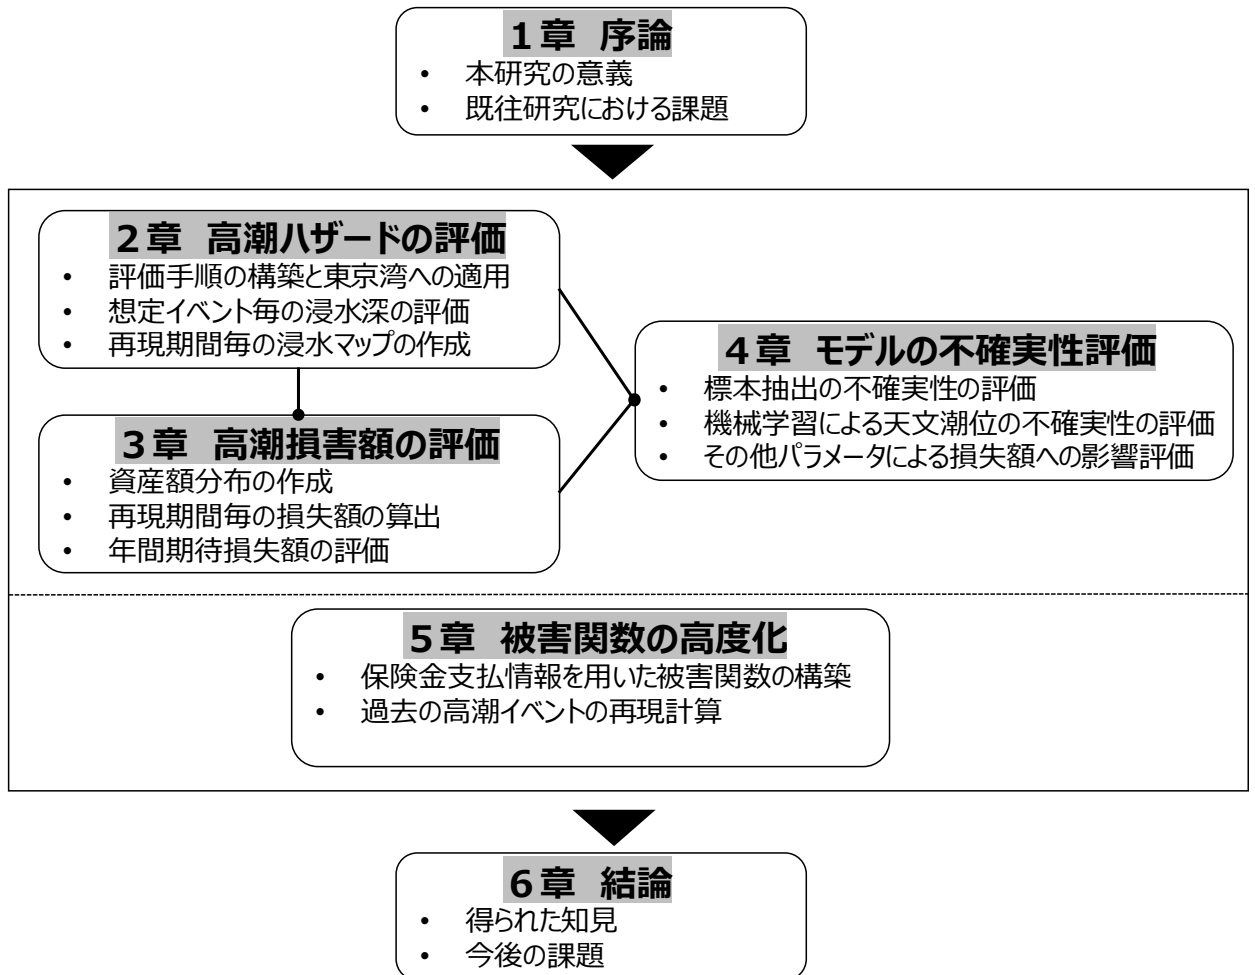 1章 序論
• 本研究の意義
• 既往研究における課題
2章 高潮ハザードの評価
• 評価手順の構築と東京湾への適用
• 想定イベント毎の浸水深の評価
• 再現期間毎の浸水マップの作成
3章 高潮損害額の評価
• 資産額分布の作成
• 再現期間毎の損失額の算出
• 年間期待損失額の評価
4章 モデルの不確実性評価
• 標本抽出の不確実性の評価
• 機械学習による天文潮位の不確実性の評価
• その他パラメータによる損失額への影響評価
5章 被害関数の高度化
• 保険金支払情報を用いた被害関数の構築
• 過去の高潮イベントの再現計算
6章 結論
• 得られた知見
• 今後の課題